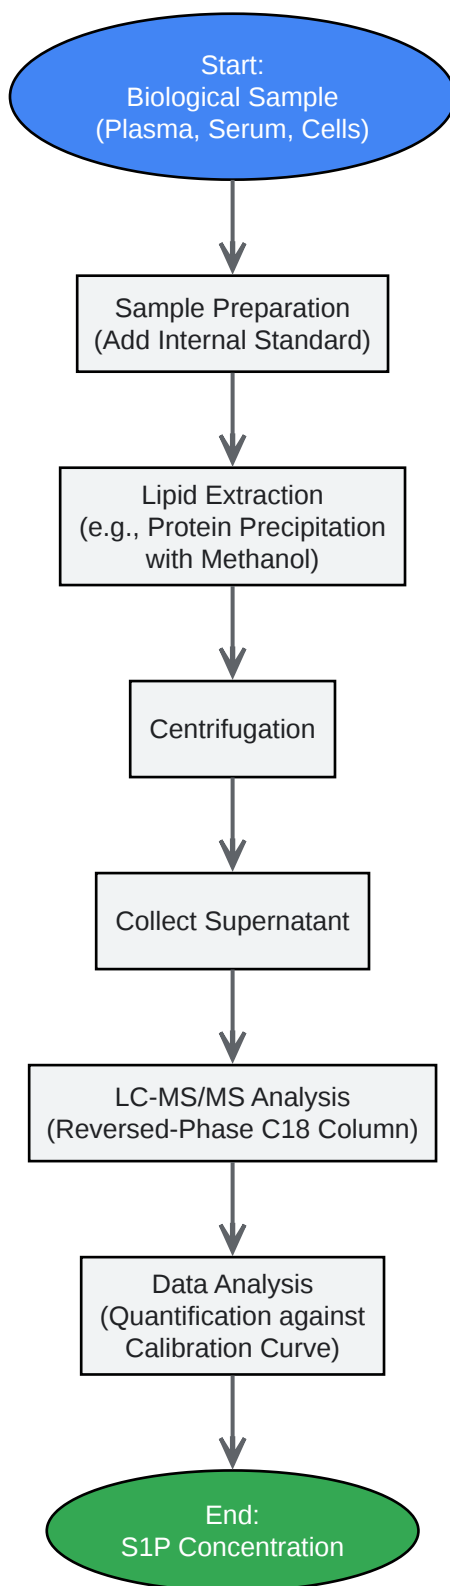 Start:
Biological Sample
(Plasma, Serum, Cells)
Sample Preparation
(Add Internal Standard)
Lipid Extraction
(e.g., Protein Precipitation
with Methanol)
Centrifugation
Collect Supernatant
LC-MS/MS Analysis
(Reversed-Phase C18 Column)
Data Analysis
(Quantification against
Calibration Curve)
End:
S1P Concentration